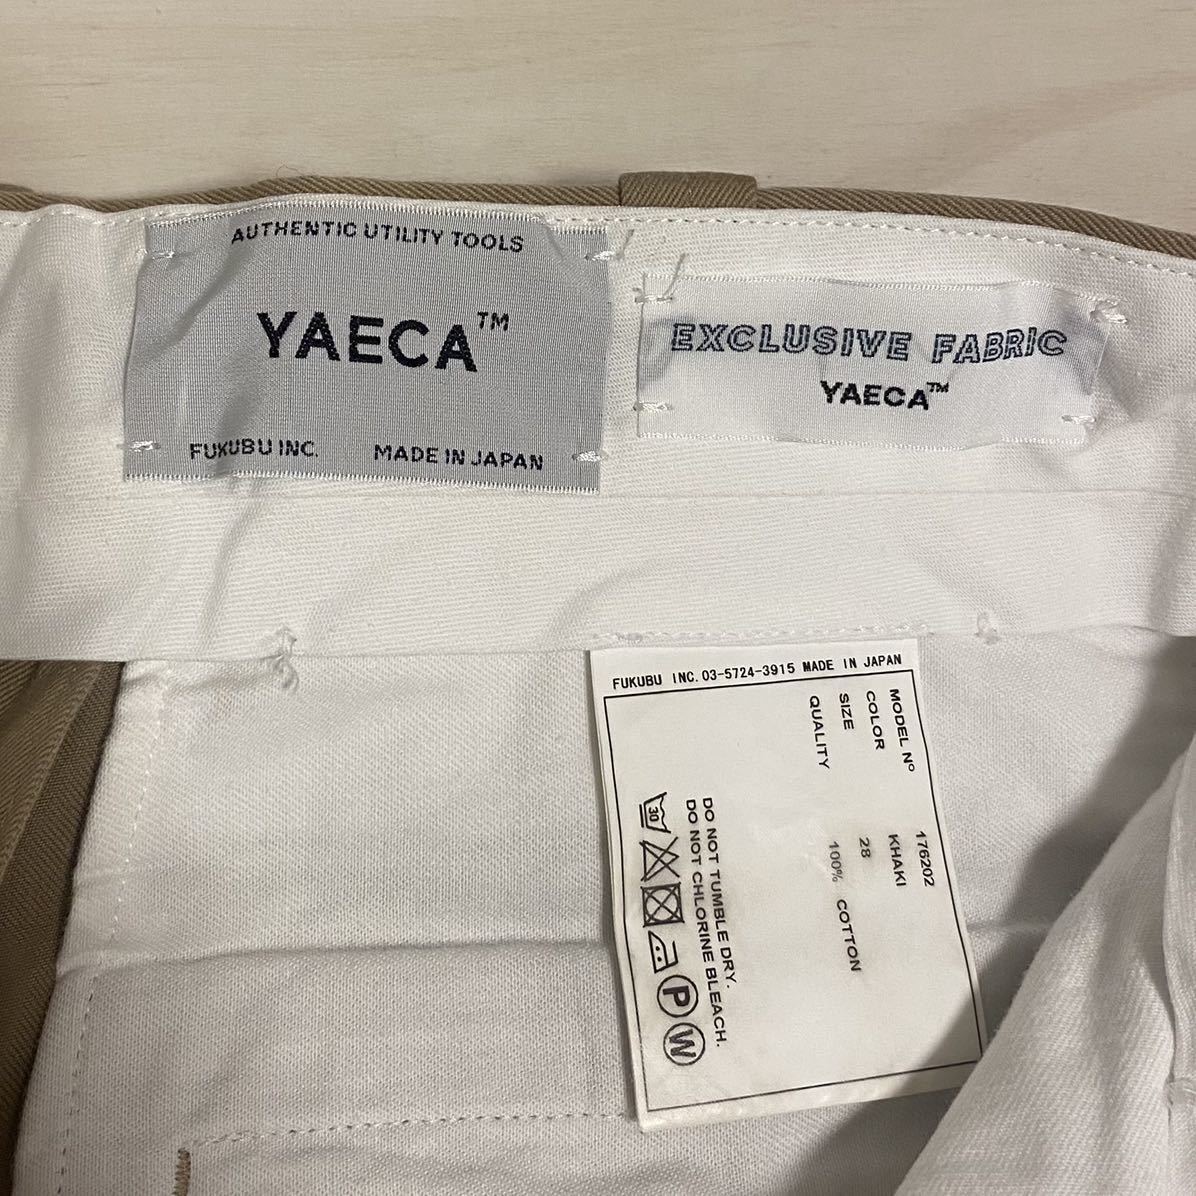 AUTHENTIC UTILITY TOOLS
YAECA™
FUKUBU INC. MADE IN JAPAN
EXCLUSIVE FABRIC
YAECA™
FUKUBU INC. 03-5724-3915 MADE IN JAPAN
MODEL Nº 176202
COLOR KHAKI
SIZE 28
QUALITY 100% COTTON
DO NOT TUMBLE DRY.
DO NOT CHLORINE BLEACH.
30
P
W